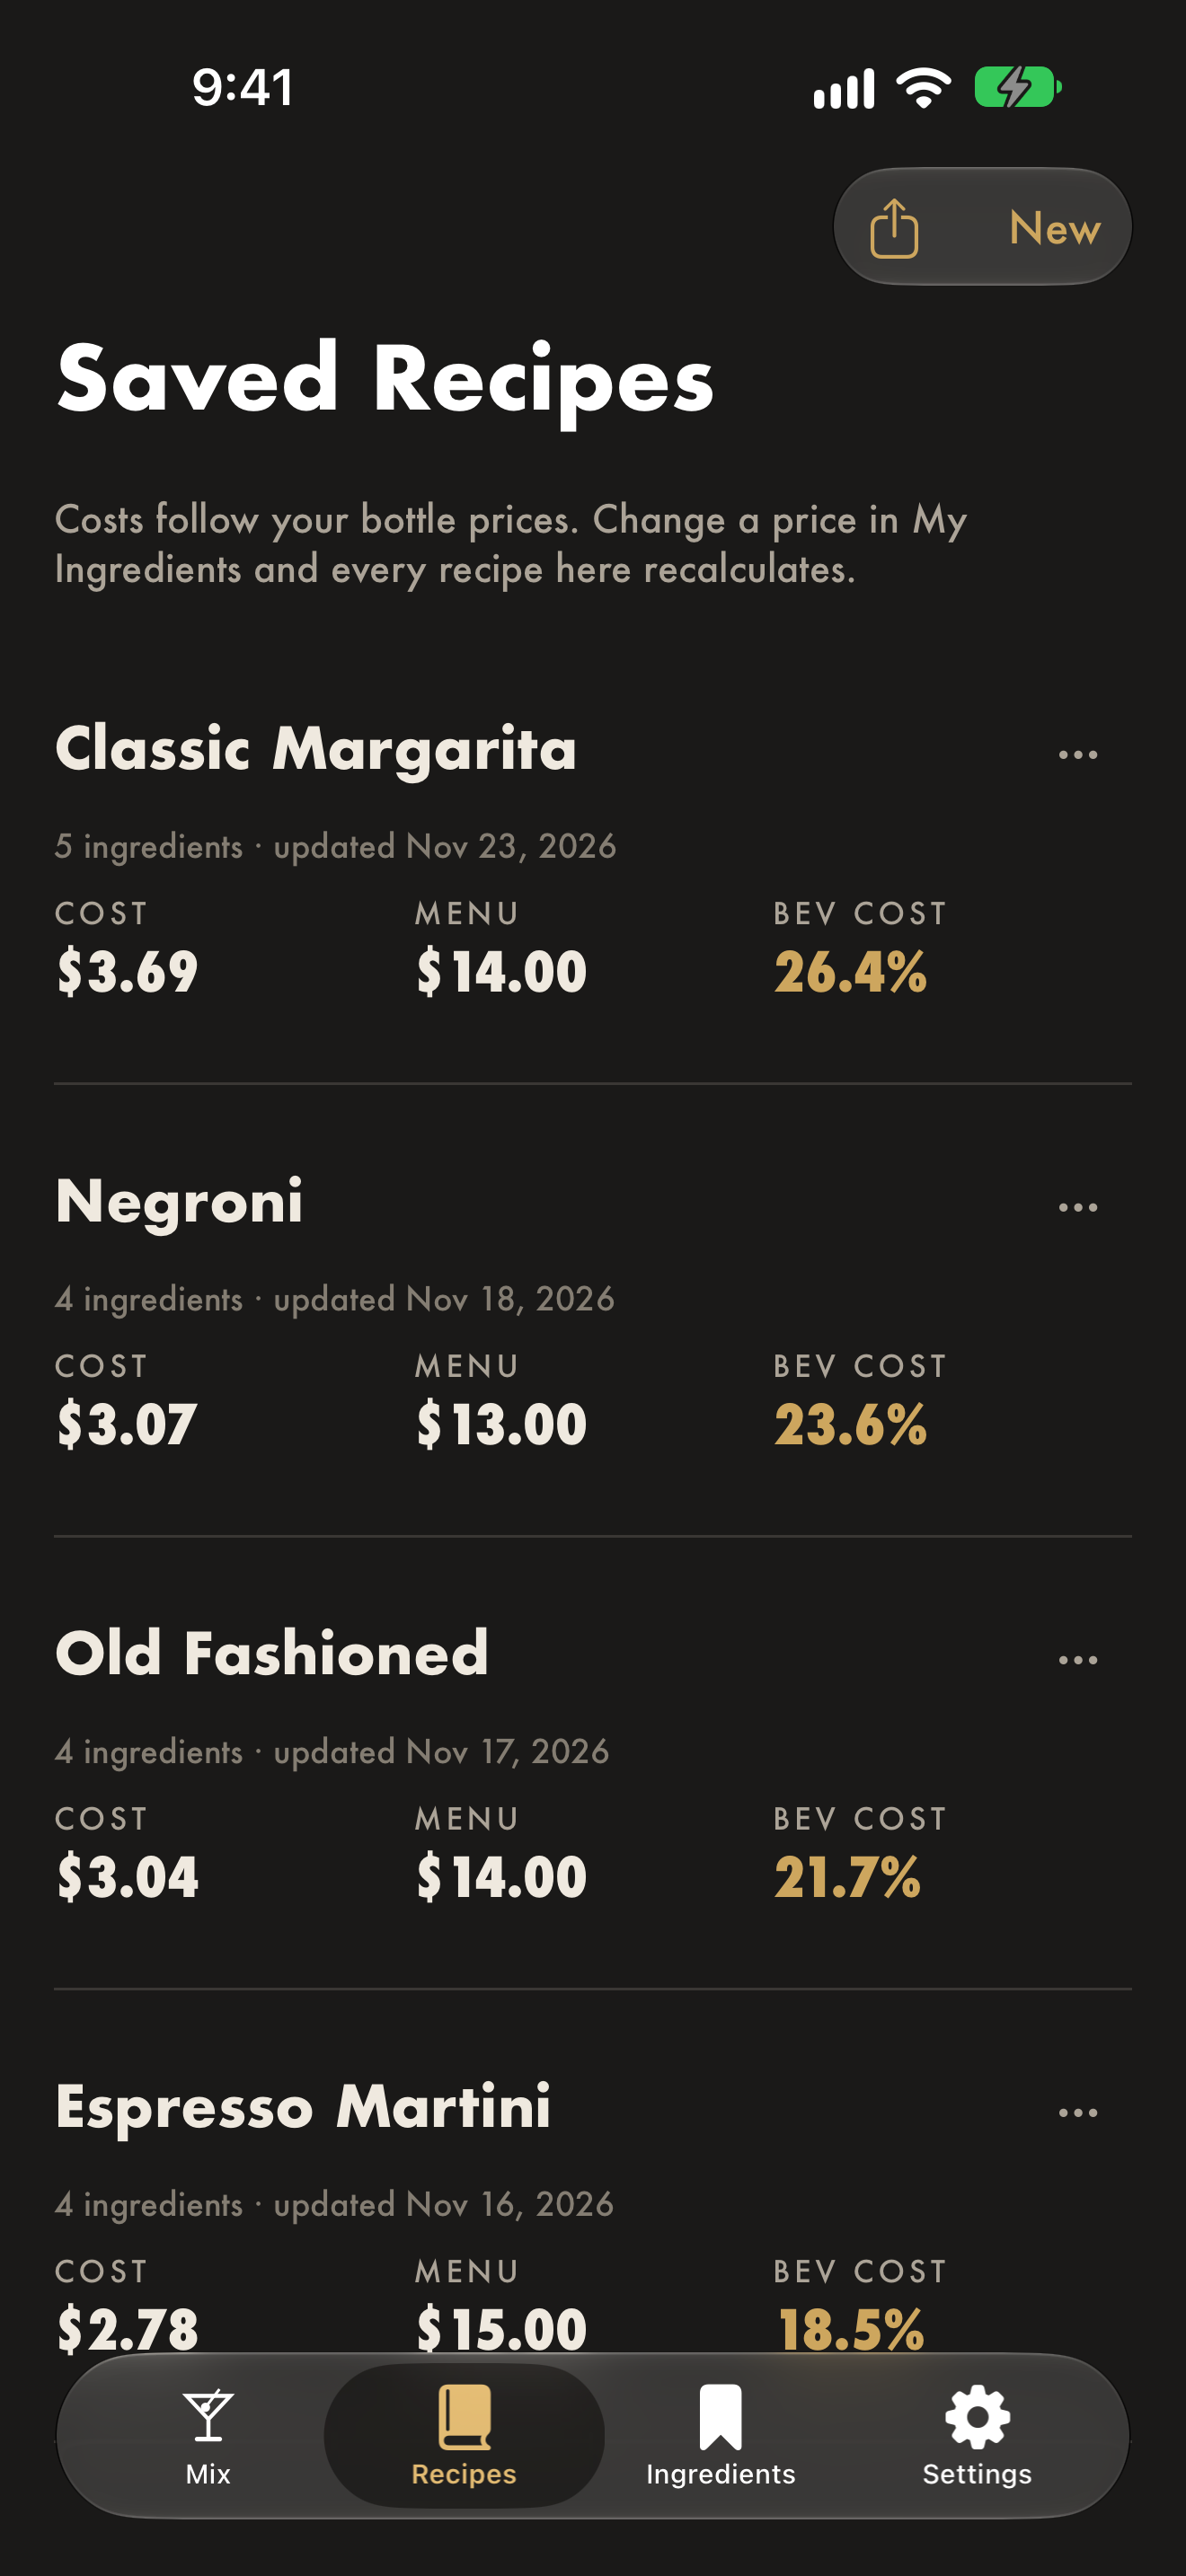 9:41
New
Saved Recipes
Costs follow your bottle prices. Change a price in My
Ingredients and every recipe here recalculates.
Classic Margarita
5 ingredients · updated Nov 23, 2026
COST MENU BEV COST
$3.69 $14.00 26.4%
Negroni
4 ingredients · updated Nov 18, 2026
COST MENU BEV COST
$3.07 $13.00 23.6%
Old Fashioned
4 ingredients · updated Nov 17, 2026
COST MENU BEV COST
$3.04 $14.00 21.7%
Espresso Martini
4 ingredients · updated Nov 16, 2026
COST MENU BEV COST
$2.78 $15.00 18.5%
Mix Recipes Ingredients Settings